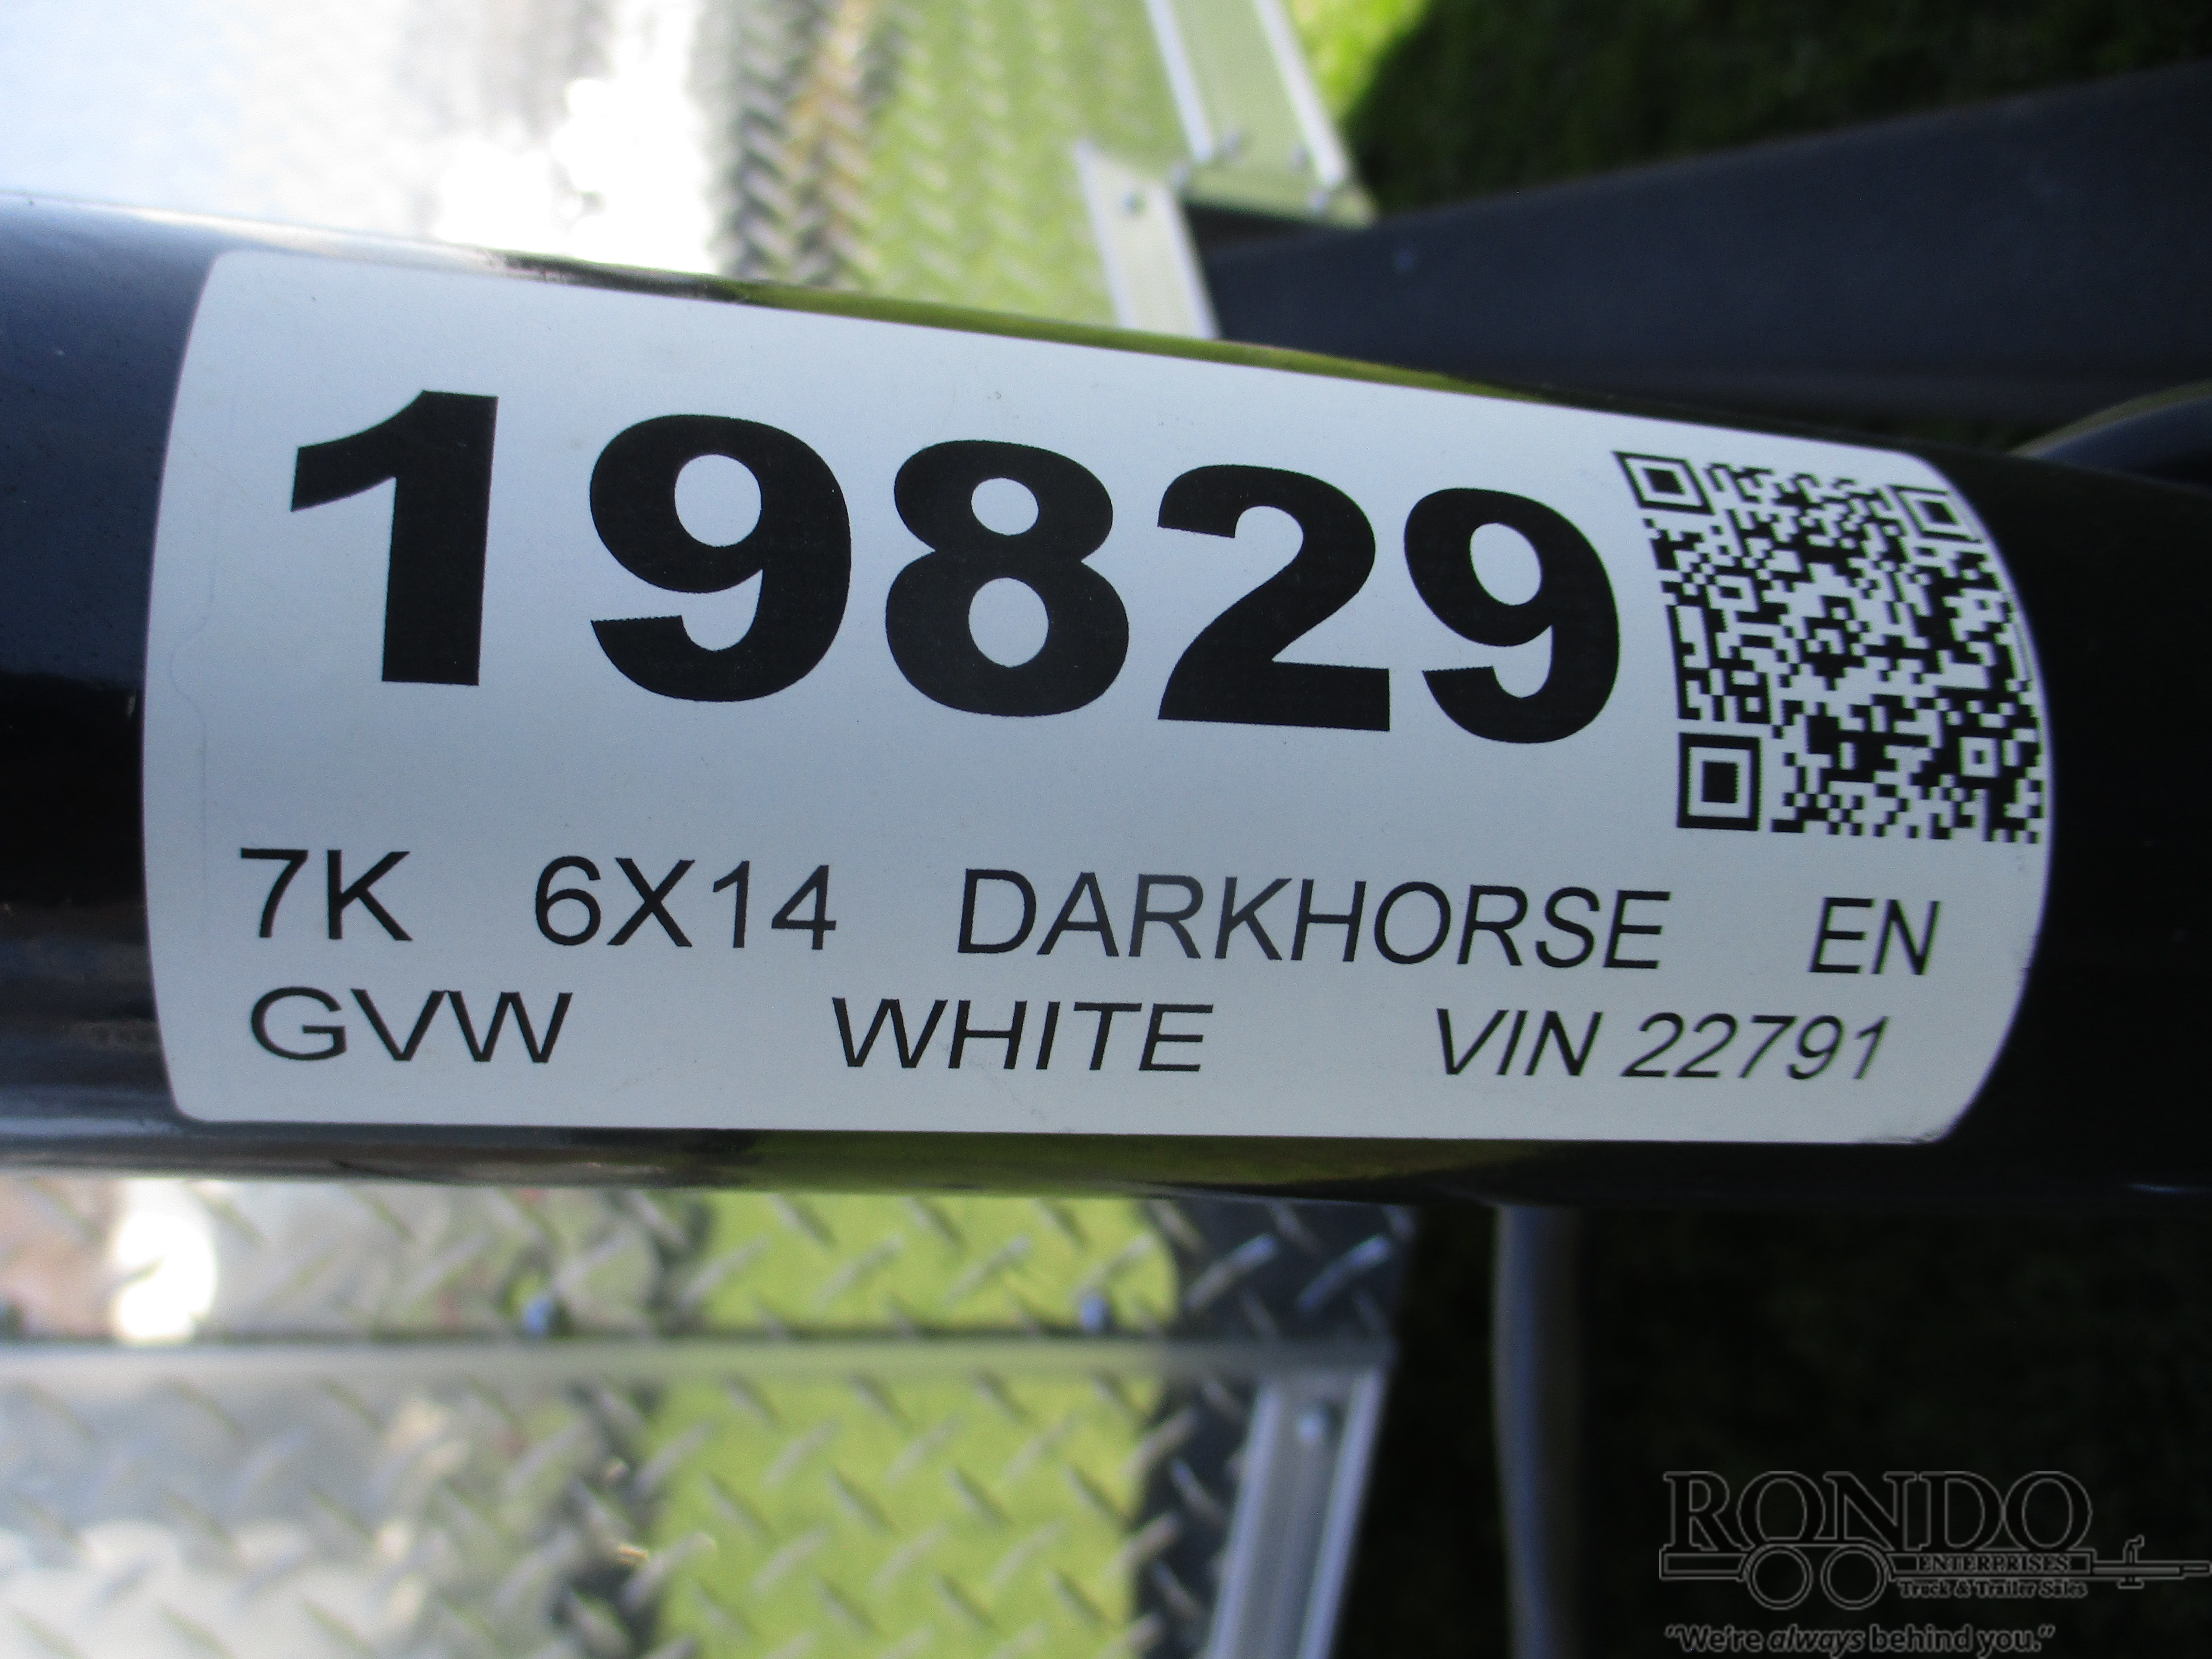 19829
7K 6X14 DARKHORSE EN
GVW WHITE VIN 22791
RONDO
ENTERPRISES
Truck & Trailer Sales
"We're always behind you."